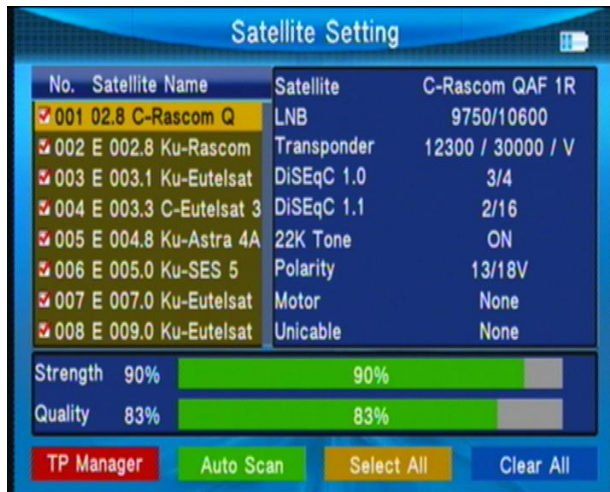 Satellite Setting
No. Satellite Name
001 02.8 C-Rascom Q
002 E 002.8 Ku-Rascom
003 E 003.1 Ku-Eutelsat
004 E 003.3 C-Eutelsat 3
005 E 004.8 Ku-Astra 4A
006 E 005.0 Ku-SES 5
007 E 007.0 Ku-Eutelsat
008 E 009.0 Ku-Eutelsat
Satellite C-Rascom QAF 1R
LNB 9750/10600
Transponder 12300 / 30000 / V
DiSEqC 1.0 3/4
DiSEqC 1.1 2/16
22K Tone ON
Polarity 13/18V
Motor None
Unicable None
Strength 90% 90%
Quality 83% 83%
TP Manager Auto Scan Select All Clear All